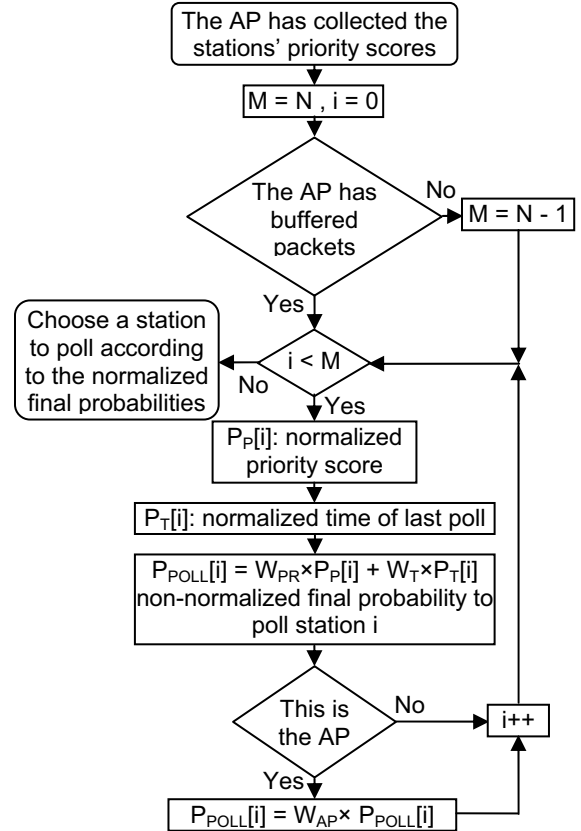 The AP has collected the
stations’ priority scores
M = N , i = 0
The AP has
buffered
packets
No
M = N - 1
Yes
Choose a station
to poll according
to the normalized
final probabilities
i < M
No
Yes
P_P[i]: normalized
priority score
P_T[i]: normalized time of last poll
P_POLL[i] = W_PR×P_P[i] + W_T×P_T[i]
non-normalized final probability to
poll station i
This is
the AP
No
i++
Yes
P_POLL[i] = W_AP× P_POLL[i]